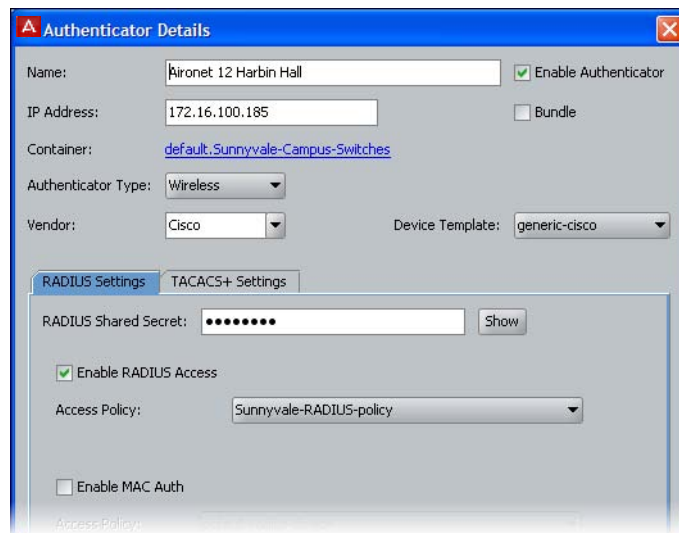 A Authenticator Details
Name: Aironet 12 Harbin Hall Enable Authenticator
IP Address: 172.16.100.185 Bundle
Container: default.Sunnyvale-Campus-Switches
Authenticator Type: Wireless
Vendor: Cisco Device Template: generic-cisco
RADIUS Settings TACACS+ Settings
RADIUS Shared Secret: •••••••• Show
Enable RADIUS Access
Access Policy: Sunnyvale-RADIUS-policy
Enable MAC Auth
Access Policy: